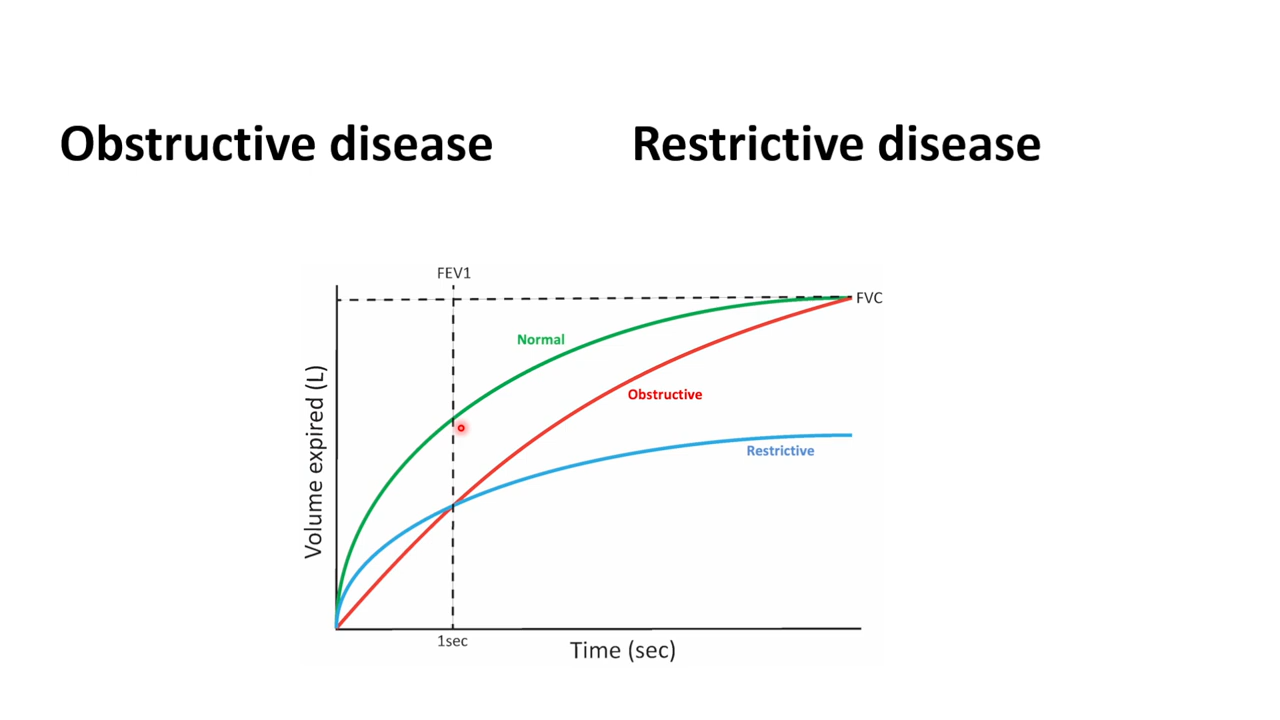 Obstructive disease
Restrictive disease
FEV1
FVC
Normal
Obstructive
Restrictive
Volume expired (L)
1sec
Time (sec)